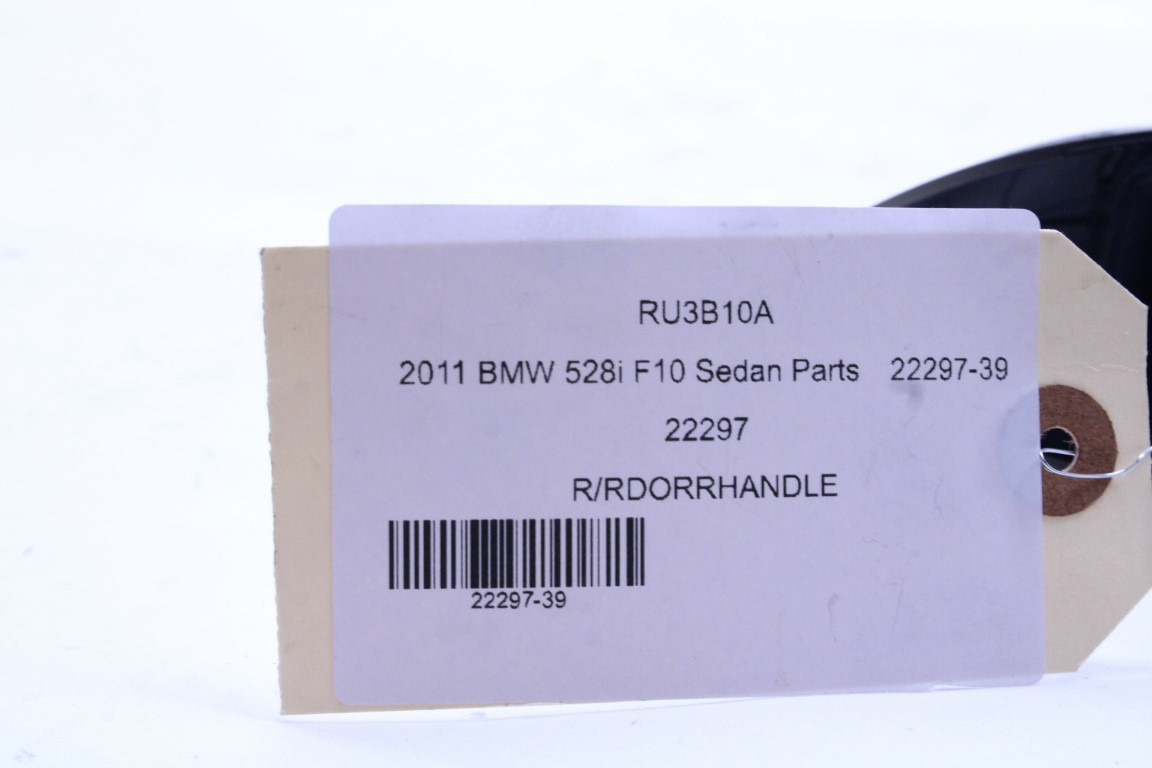 RU3B10A
2011 BMW 528i F10 Sedan Parts 22297-39
22297
R/RDORRHANDLE
22297-39